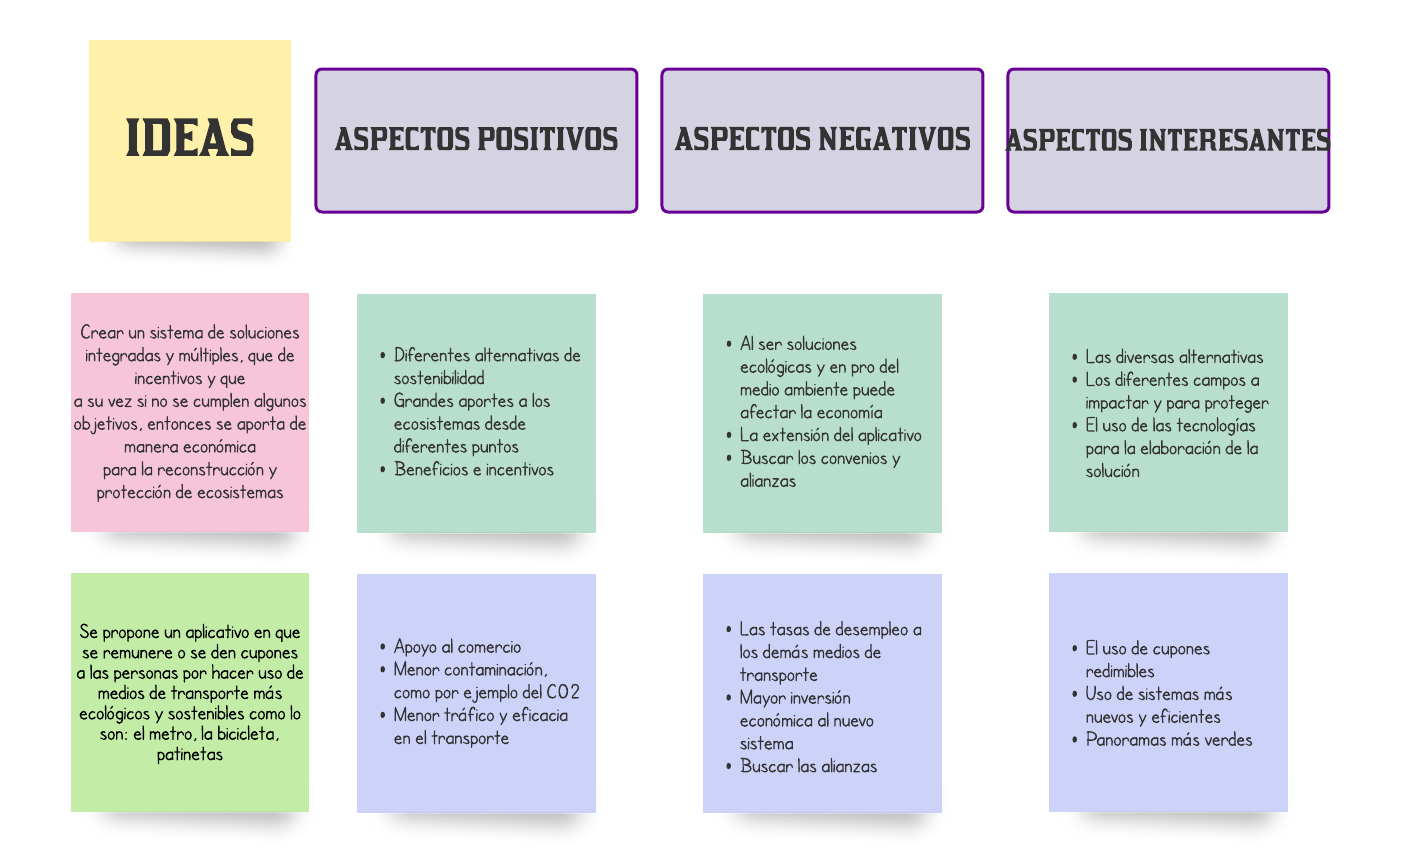 IDEAS
ASPECTOS POSITIVOS
ASPECTOS NEGATIVOS
ASPECTOS INTERESANTES
Crear un sistema de soluciones
integradas y múltiples, que de
incentivos y que
a su vez si no se cumplen algunos
objetivos, entonces se aporta de
manera económica
para la reconstrucción y
protección de ecosistemas
• Diferentes alternativas de
sostenibilidad
• Grandes aportes a los
ecosistemas desde
diferentes puntos
• Beneficios e incentivos
• Al ser soluciones
ecológicas y en pro del
medio ambiente puede
afectar la economía
• La extensión del aplicativo
• Buscar los convenios y
alianzas
• Las diversas alternativas
• Los diferentes campos a
impactar y para proteger
• El uso de las tecnologías
para la elaboración de la
solución
Se propone un aplicativo en que
se remunere o se den cupones
a las personas por hacer uso de
medios de transporte más
ecológicos y sostenibles como lo
son: el metro, la bicicleta,
patinetas
• Apoyo al comercio
• Menor contaminación,
como por ejemplo del CO2
• Menor tráfico y eficacia
en el transporte
• Las tasas de desempleo a
los demás medios de
transporte
• Mayor inversión
económica al nuevo
sistema
• Buscar las alianzas
• El uso de cupones
redimibles
• Uso de sistemas más
nuevos y eficientes
• Panoramas más verdes